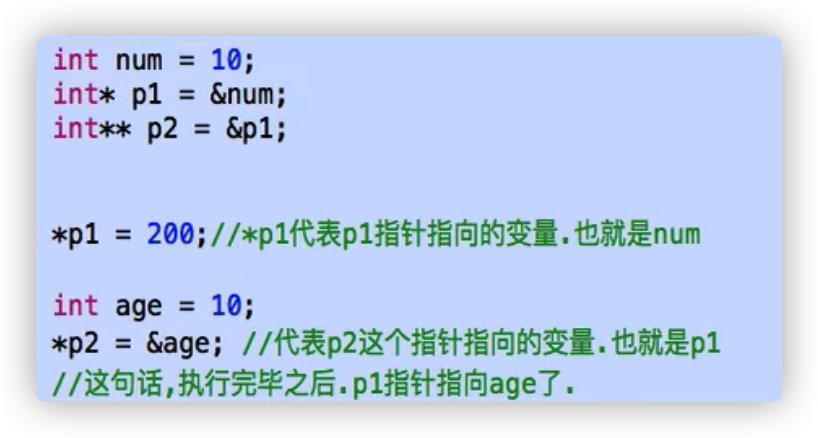 int num = 10;
int* p1 = &num;
int** p2 = &p1;
*p1 = 200;//*p1代表p1指针指向的变量.也就是num
int age = 10;
*p2 = &age; //代表p2这个指针指向的变量.也就是p1
//这句话,执行完毕之后.p1指针指向age了.